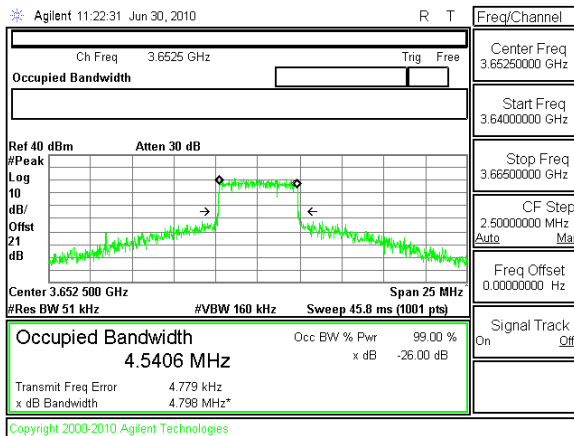 Agilent 11:22:31 Jun 30, 2010 R T
Ch Freq 3.6525 GHz Trig Free
Occupied Bandwidth
Ref 40 dBm Atten 30 dB
#Peak
Log
10
dB/
Offst
21
dB
Center 3.652 500 GHz Span 25 MHz
#Res BW 51 kHz #VBW 160 kHz Sweep 45.8 ms (1001 pts)
Occupied Bandwidth Occ BW % Pwr 99.00 %
4.5406 MHz x dB -26.00 dB
Transmit Freq Error 4.779 kHz
x dB Bandwidth 4.798 MHz*
Copyright 2000-2010 Agilent Technologies
Freq/Channel
Center Freq
3.65250000 GHz
Start Freq
3.64000000 GHz
Stop Freq
3.66500000 GHz
CF Step
2.50000000 MHz
Auto Ma
Freq Offset
0.00000000 Hz
Signal Track
On Off